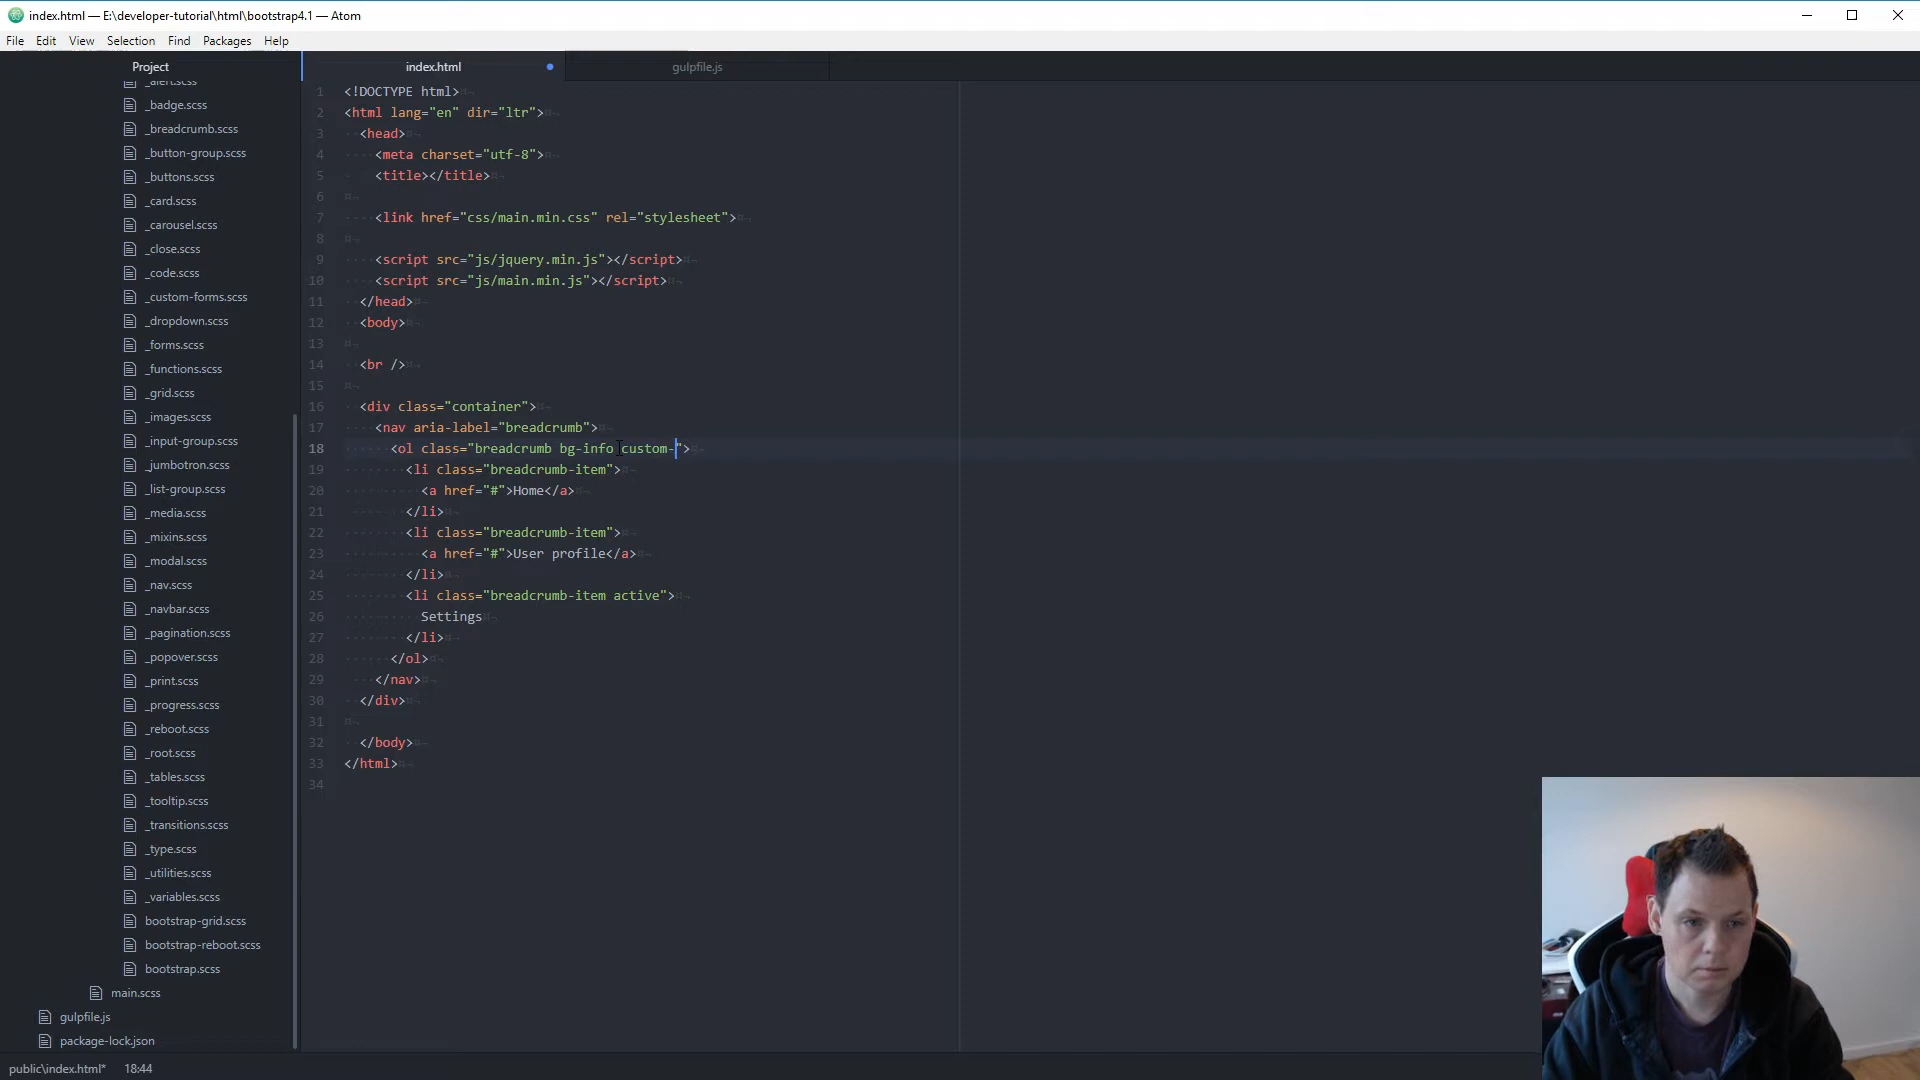 index.html — E:\developer-tutorial\html\bootstrap4.1 — Atom
File Edit View Selection Find Packages Help
Project
index.html
gulpfile.js
_alert.scss
_badge.scss
_breadcrumb.scss
_button-group.scss
_buttons.scss
_card.scss
_carousel.scss
_close.scss
_code.scss
_custom-forms.scss
_dropdown.scss
_forms.scss
_functions.scss
_grid.scss
_images.scss
_input-group.scss
_jumbotron.scss
_list-group.scss
_media.scss
_mixins.scss
_modal.scss
_nav.scss
_navbar.scss
_pagination.scss
_popover.scss
_print.scss
_progress.scss
_reboot.scss
_root.scss
_tables.scss
_tooltip.scss
_transitions.scss
_type.scss
_utilities.scss
_variables.scss
bootstrap-grid.scss
bootstrap-reboot.scss
bootstrap.scss
main.scss
gulpfile.js
package-lock.json
1 <!DOCTYPE html>
2 <html lang="en" dir="ltr">
3 <head>
4 <meta charset="utf-8">
5 <title></title>
6
7 <link href="css/main.min.css" rel="stylesheet">
8
9 <script src="js/jquery.min.js"></script>
10 <script src="js/main.min.js"></script>
11 </head>
12 <body>
13
14 <br />
15
16 <div class="container">
17 <nav aria-label="breadcrumb">
18 <ol class="breadcrumb bg-info custom-">
19 <li class="breadcrumb-item">
20 <a href="#">Home</a>
21 </li>
22 <li class="breadcrumb-item">
23 <a href="#">User profile</a>
24 </li>
25 <li class="breadcrumb-item active">
26 Settings
27 </li>
28 </ol>
29 </nav>
30 </div>
31
32 </body>
33 </html>
34
public\index.html* 18:44